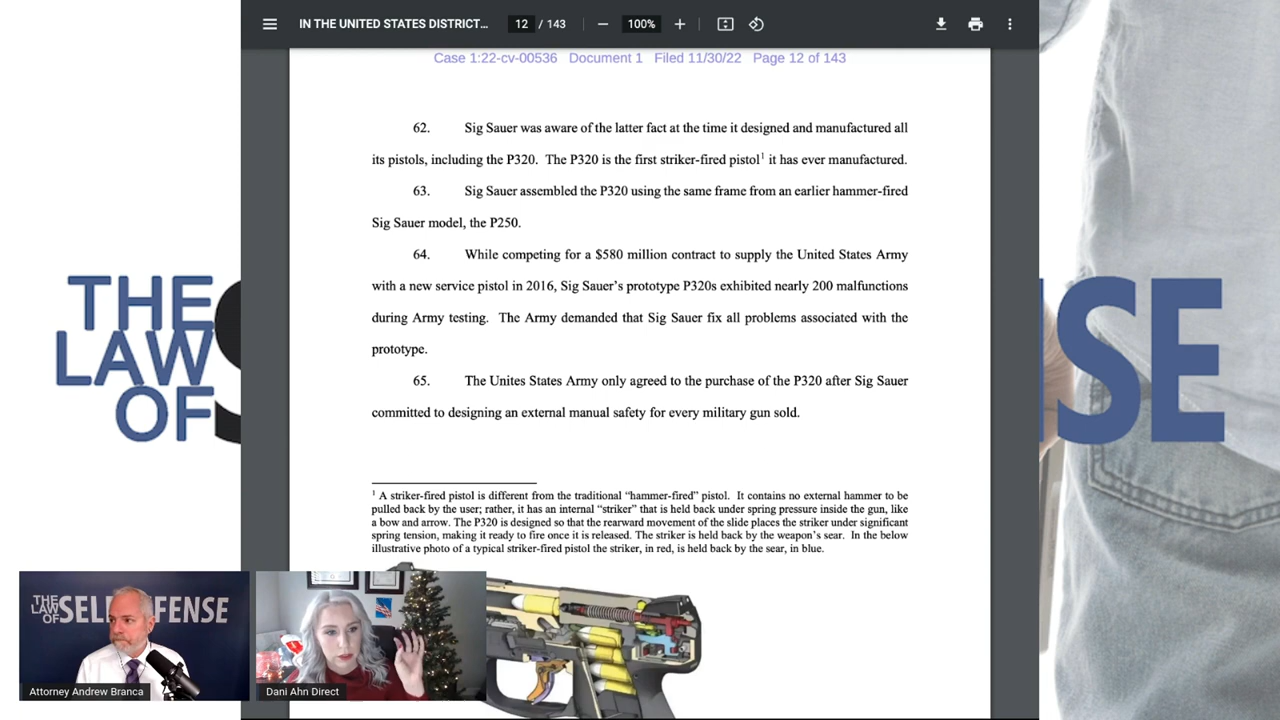 IN THE UNITED STATES DISTRICT... 12 / 143 100%
Case 1:22-cv-00536 Document 1 Filed 11/30/22 Page 12 of 143
62. Sig Sauer was aware of the latter fact at the time it designed and manufactured all
its pistols, including the P320. The P320 is the first striker-fired pistol1 it has ever manufactured.
63. Sig Sauer assembled the P320 using the same frame from an earlier hammer-fired
Sig Sauer model, the P250.
64. While competing for a $580 million contract to supply the United States Army
with a new service pistol in 2016, Sig Sauer's prototype P320s exhibited nearly 200 malfunctions
during Army testing. The Army demanded that Sig Sauer fix all problems associated with the
prototype.
65. The Unites States Army only agreed to the purchase of the P320 after Sig Sauer
committed to designing an external manual safety for every military gun sold.
1 A striker-fired pistol is different from the traditional "hammer-fired" pistol. It contains no external hammer to be
pulled back by the user; rather, it has an internal "striker" that is held back under spring pressure inside the gun, like
a bow and arrow. The P320 is designed so that the rearward movement of the slide places the striker under significant
spring tension, making it ready to fire once it is released. The striker is held back by the weapon's sear. In the below
illustrative photo of a typical striker-fired pistol the striker, in red, is held back by the sear, in blue.
THE
LAW
OF
S
NSE
THE
LAW
OF
SELF
EFENSE
Attorney Andrew Branca
Dani Ahn Direct